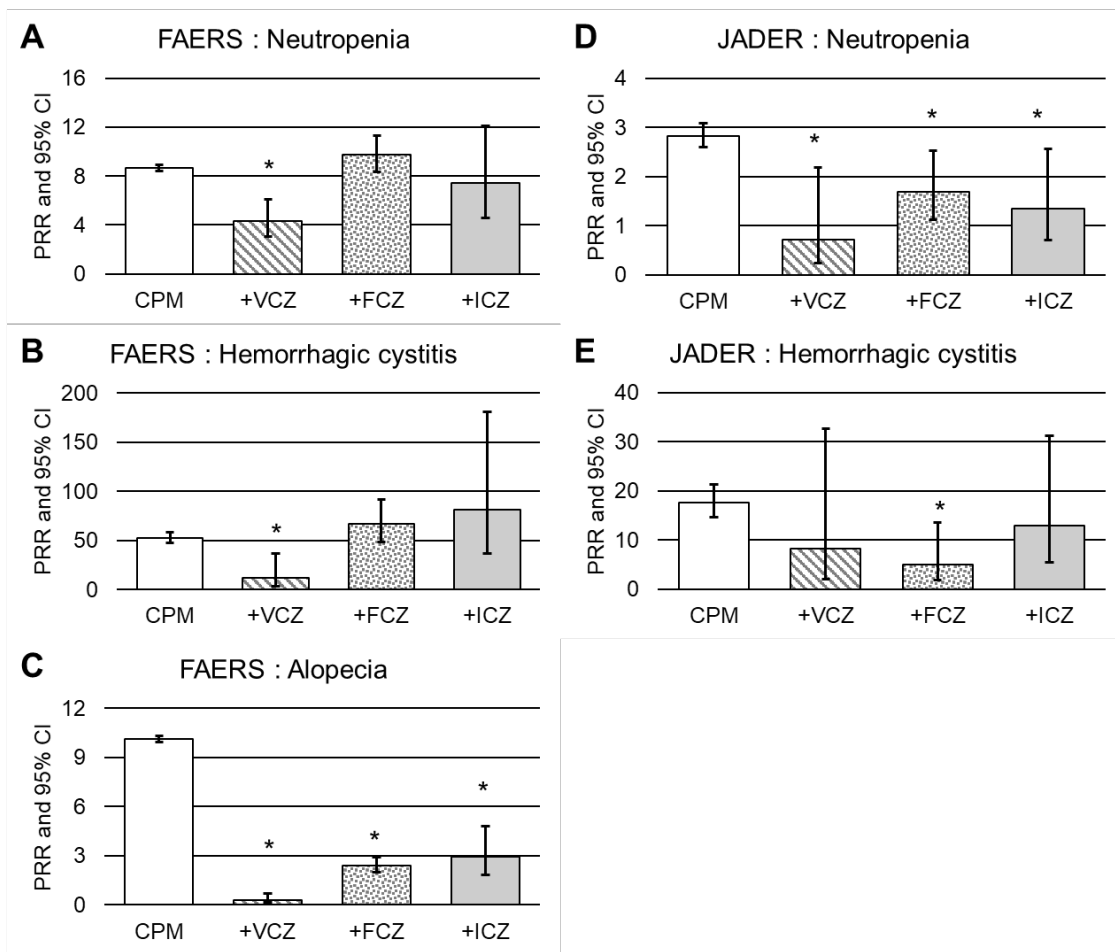 A
FAERS : Neutropenia
PRR and 95% CI
16
12
8
4
0
*
CPM
+VCZ
+FCZ
+ICZ
B
FAERS : Hemorrhagic cystitis
PRR and 95% CI
200
150
100
50
0
*
CPM
+VCZ
+FCZ
+ICZ
C
FAERS : Alopecia
PRR and 95% CI
12
9
6
3
0
*
*
*
CPM
+VCZ
+FCZ
+ICZ
D
JADER : Neutropenia
PRR and 95% CI
4
3
2
1
0
*
*
*
CPM
+VCZ
+FCZ
+ICZ
E
JADER : Hemorrhagic cystitis
PRR and 95% CI
40
30
20
10
0
*
CPM
+VCZ
+FCZ
+ICZ